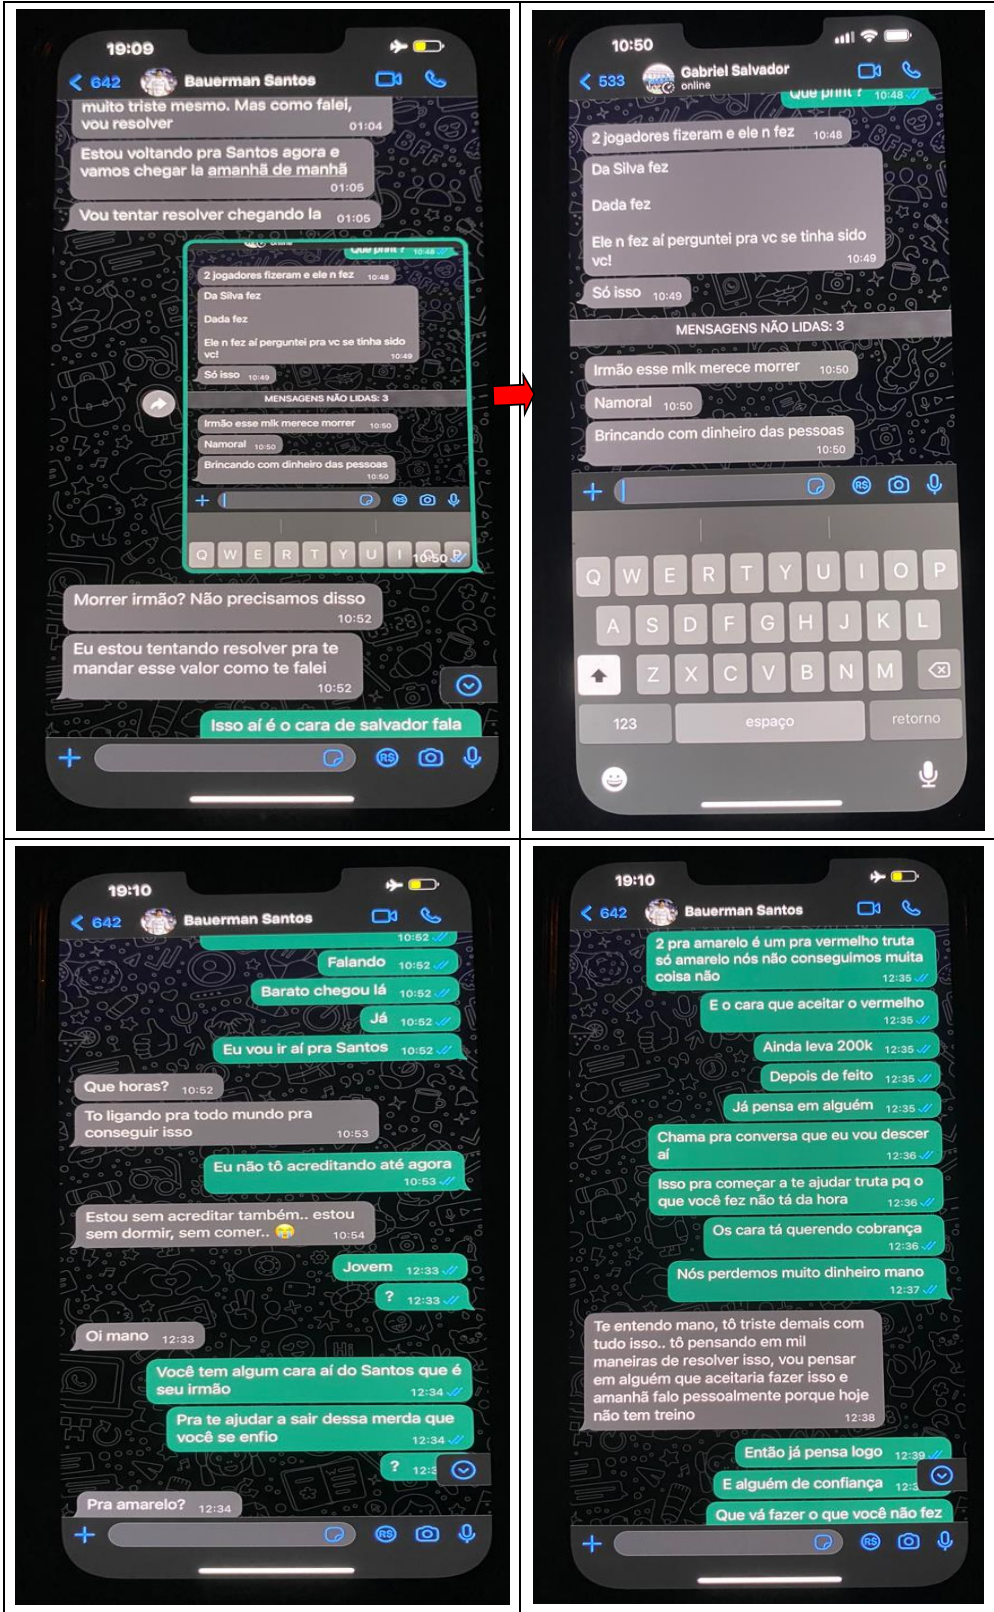 19:09
642
Bauerman Santos
muito triste mesmo. Mas como falei,
vou resolver
01:04
Estou voltando pra Santos agora e
vamos chegar la amanhã de manhã
01:05
Vou tentar resolver chegando la 01:05
online
Que print ? 10:48
2 jogadores fizeram e ele n fez 10:48
Da Silva fez
Dada fez
Ele n fez aí perguntei pra vc se tinha sido
vc!
10:49
Só isso 10:49
MENSAGENS NÃO LIDAS: 3
Irmão esse mlk merece morrer 10:50
Namoral 10:50
Brincando com dinheiro das pessoas
10:50
R$
Q W E R T Y U I O P
10:50
Morrer irmão? Não precisamos disso
10:52
Eu estou tentando resolver pra te
mandar esse valor como te falei
10:52
Isso aí é o cara de salvador fala
R$
10:50
533
Gabriel Salvador
online
Que print ? 10:48
2 jogadores fizeram e ele n fez 10:48
Da Silva fez
Dada fez
Ele n fez aí perguntei pra vc se tinha sido
vc!
10:49
Só isso 10:49
MENSAGENS NÃO LIDAS: 3
Irmão esse mlk merece morrer 10:50
Namoral 10:50
Brincando com dinheiro das pessoas
10:50
R$
Q W E R T Y U I O P
A S D F G H J K L
Z X C V B N M
123 espaço retorno
19:10
642
Bauerman Santos
10:52
Falando 10:52
Barato chegou lá 10:52
Já 10:52
Eu vou ir aí pra Santos 10:52
Que horas? 10:52
To ligando pra todo mundo pra
conseguir isso
10:53
Eu não tô acreditando até agora
10:53
Estou sem acreditar também.. estou
sem dormir, sem comer.. 😭 10:54
Jovem 12:33
? 12:33
Oi mano 12:33
Você tem algum cara aí do Santos que é
seu irmão
12:34
Pra te ajudar a sair dessa merda que
você se enfio
12:34
?
Pra amarelo? 12:34
R$
19:10
642
Bauerman Santos
2 pra amarelo é um pra vermelho truta
só amarelo nós não conseguimos muita
coisa não
12:35
E o cara que aceitar o vermelho
12:35
Ainda leva 200k 12:35
Depois de feito 12:35
Já pensa em alguém 12:35
Chama pra conversa que eu vou descer
aí
12:36
Isso pra começar a te ajudar truta pq o
que você fez não tá da hora
12:36
Os cara tá querendo cobrança
12:36
Nós perdemos muito dinheiro mano
12:37
Te entendo mano, tô triste demais com
tudo isso.. tô pensando em mil
maneiras de resolver isso, vou pensar
em alguém que aceitaria fazer isso e
amanhã falo pessoalmente porque hoje
não tem treino
12:38
Então já pensa logo 12:39
E alguém de confiança
Que vá fazer o que você não fez
R$